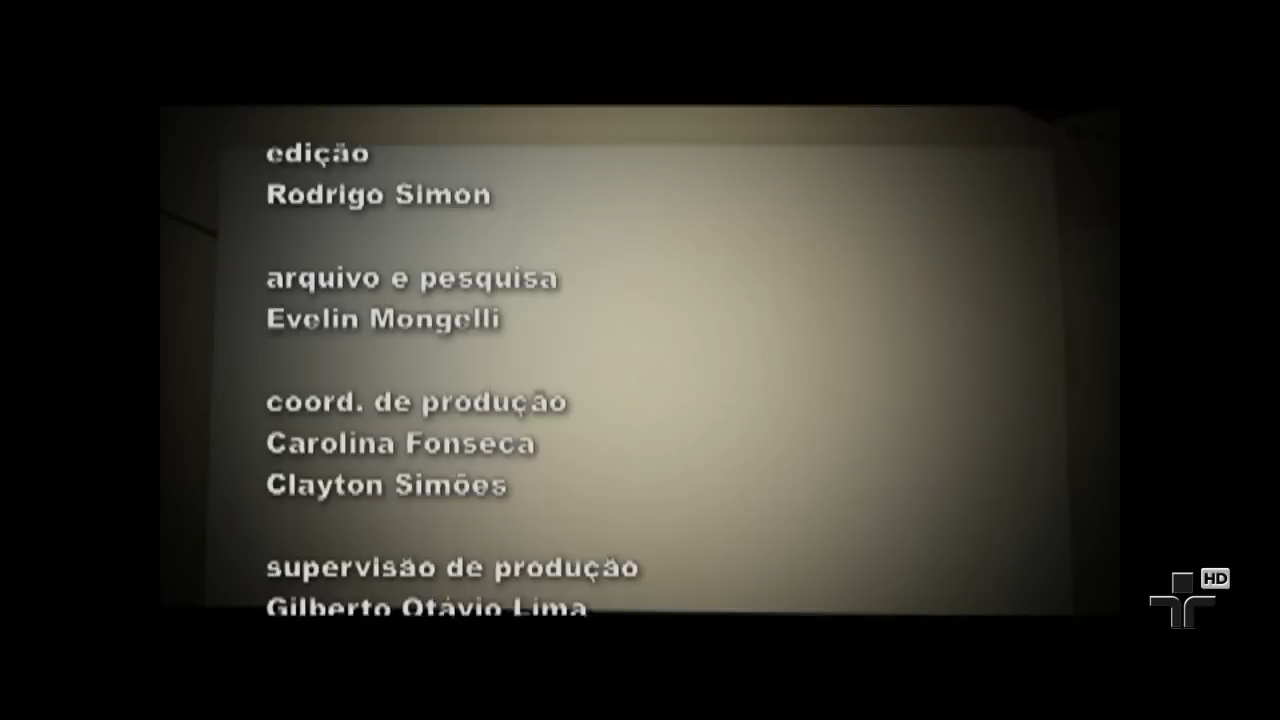 edição
Rodrigo Simon
arquivo e pesquisa
Evelin Mongelli
coord. de produção
Carolina Fonseca
Clayton Simões
supervisão de produção
Gilberto Otávio Lima
HD